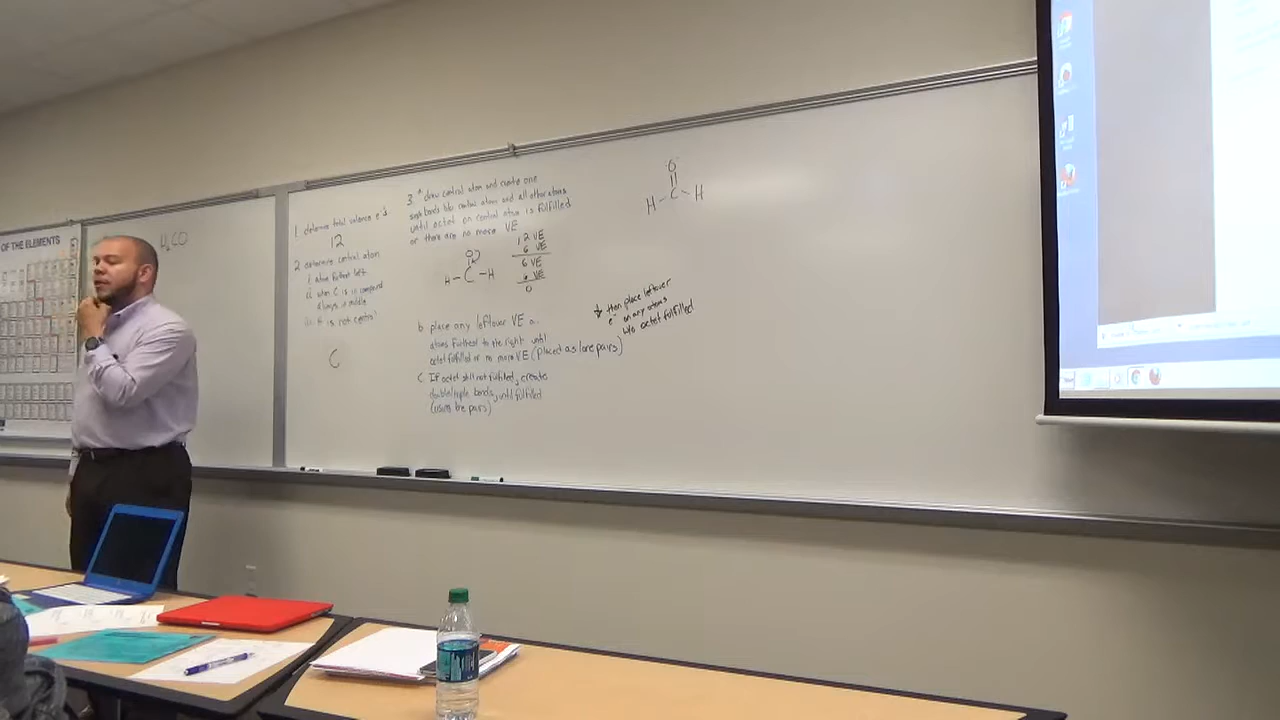 OF THE ELEMENTS
H₂CO
1. determine total valence e⁻s
12
2. determine central atom
i. atom furthest left
ii. when C is in compound
always in middle
iii. H is not central
C
3. * draw central atom and create one
single bonds b/w central atom and all other atoms
until octet on central atom is fulfilled
or there are no more VE
O
H - C - H
12 VE
6 VE
6 VE
6 VE
0
b place any leftover VE
atoms furthest to the right until
octet fulfilled or no more VE (placed as lone pairs)
C If octet still not fulfilled, create
double/triple bonds, until fulfilled
(using lone pairs)
then place leftover
e⁻ on any atoms
w/o octet fulfilled
O
H - C - H